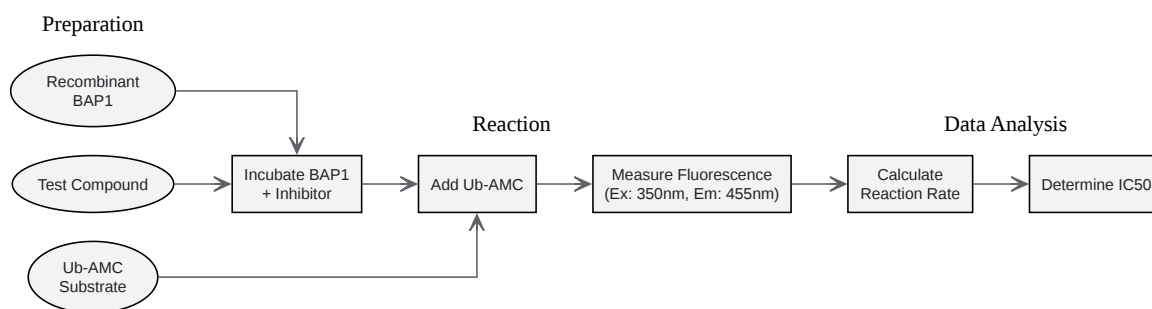 Preparation
Recombinant
BAP1
Reaction
Data Analysis
Test Compound
Incubate BAP1
+ Inhibitor
Add Ub-AMC
Measure Fluorescence
(Ex: 350nm, Em: 455nm)
Calculate
Reaction Rate
Determine IC50
Ub-AMC
Substrate